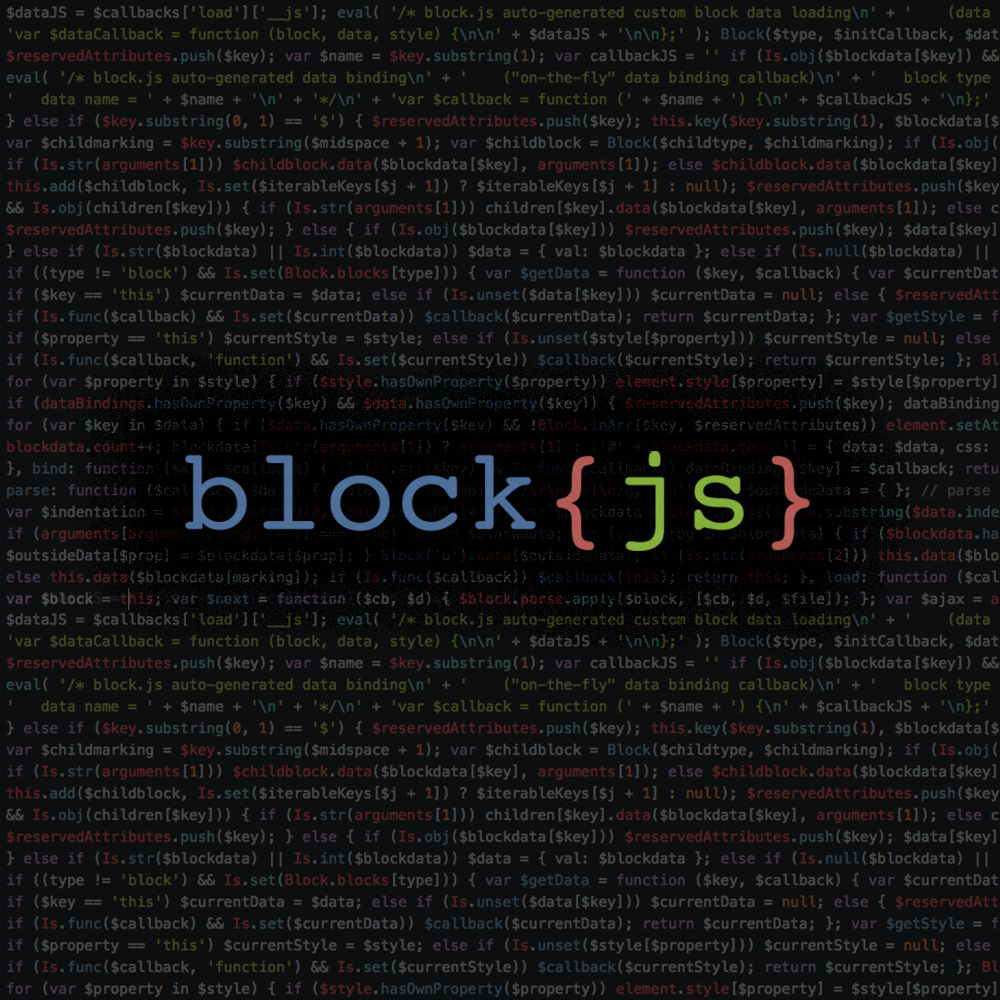 $dataJS = $callbacks['load']['__js']; eval( '/* block.js auto-generated custom block data loading\n' + '    (data
'var $dataCallback = function (block, data, style) {\n\n' + $dataJS + '\n\n};' ); Block($type, $initCallback, $dat
$reservedAttributes.push($key); var $name = $key.substring(1); var callbackJS = '' if (Is.obj($blockdata[$key]) &&
eval( '/* block.js auto-generated data binding\n' + '    ("on-the-fly" data binding callback)\n' + '   block type
'   data name = ' + $name + '\n' + '*/\n' + 'var $callback = function (' + $name + ') {\n' + $callbackJS + '\n};'
} else if ($key.substring(0, 1) == '$') { $reservedAttributes.push($key); this.key($key.substring(1), $blockdata[$
var $childmarking = $key.substring($midspace + 1); var $childblock = Block($childtype, $childmarking); if (Is.obj(
if (Is.str(arguments[1])) $childblock.data($blockdata[$key], arguments[1]); else $childblock.data($blockdata[$key]
this.add($childblock, Is.set($iterableKeys[$j + 1]) ? $iterableKeys[$j + 1] : null); $reservedAttributes.push($key
&& Is.obj(children[$key])) { if (Is.str(arguments[1])) children[$key].data($blockdata[$key], arguments[1]); else c
$reservedAttributes.push($key); } else { if (Is.obj($blockdata[$key])) $reservedAttributes.push($key); $data[$key]
} else if (Is.str($blockdata) || Is.int($blockdata)) $data = { val: $blockdata }; else if (Is.null($blockdata) ||
if ((type != 'block') && Is.set(Block.blocks[type])) { var $getData = function ($key, $callback) { var $currentDat
if ($key == 'this') $currentData = $data; else if (Is.unset($data[$key])) $currentData = null; else { $reservedAtt
if (Is.func($callback) && Is.set($currentData)) $callback($currentData); return $currentData; }; var $getStyle = f
if ($property == 'this') $currentStyle = $style; else if (Is.unset($style[$property])) $currentStyle = null; else
if (Is.func($callback, 'function') && Is.set($currentStyle)) $callback($currentStyle); return $currentStyle; }; Bl
for (var $property in $style) { if ($style.hasOwnProperty($property)) element.style[$property] = $style[$property]
if (dataBindings.hasOwnProperty($key) && $data.hasOwnProperty($key)) { $reservedAttributes.push($key); dataBinding
for (var $key in $data) { if ($data.hasOwnProperty($key) && !Block.inArr($key, $reservedAttributes)) element.setAt
blockdata.count++; blockdata[Is.str(arguments[1]) ? arguments[1] : ('#' + blockdata.count)] = { data: $data, css:
}, bind: function = $callback; retu
block{js}
parse: function { }; // parse
var $indentation = substring($data.inde
if (arguments if ($blockdata.ha
$outsideData[$prop] = $blockdata[$prop]; Block( ).data( (Is.str(arguments[2])) this.data($blo
else this.data($blockdata[marking]); if (Is.func($callback)) $callback(this); return this; }, load: function ($cal
var $block = this; var $next = function ($cb, $d) { $block.parse.apply($block, [$cb, $d, $file]); }; var $ajax = a
$dataJS = $callbacks['load']['__js']; eval( '/* block.js auto-generated custom block data loading\n' + '    (data
'var $dataCallback = function (block, data, style) {\n\n' + $dataJS + '\n\n};' ); Block($type, $initCallback, $dat
$reservedAttributes.push($key); var $name = $key.substring(1); var callbackJS = '' if (Is.obj($blockdata[$key]) &&
eval( '/* block.js auto-generated data binding\n' + '    ("on-the-fly" data binding callback)\n' + '   block type
'   data name = ' + $name + '\n' + '*/\n' + 'var $callback = function (' + $name + ') {\n' + $callbackJS + '\n};'
} else if ($key.substring(0, 1) == '$') { $reservedAttributes.push($key); this.key($key.substring(1), $blockdata[$
var $childmarking = $key.substring($midspace + 1); var $childblock = Block($childtype, $childmarking); if (Is.obj(
if (Is.str(arguments[1])) $childblock.data($blockdata[$key], arguments[1]); else $childblock.data($blockdata[$key]
this.add($childblock, Is.set($iterableKeys[$j + 1]) ? $iterableKeys[$j + 1] : null); $reservedAttributes.push($key
&& Is.obj(children[$key])) { if (Is.str(arguments[1])) children[$key].data($blockdata[$key], arguments[1]); else c
$reservedAttributes.push($key); } else { if (Is.obj($blockdata[$key])) $reservedAttributes.push($key); $data[$key]
} else if (Is.str($blockdata) || Is.int($blockdata)) $data = { val: $blockdata }; else if (Is.null($blockdata) ||
if ((type != 'block') && Is.set(Block.blocks[type])) { var $getData = function ($key, $callback) { var $currentDat
if ($key == 'this') $currentData = $data; else if (Is.unset($data[$key])) $currentData = null; else { $reservedAtt
if (Is.func($callback) && Is.set($currentData)) $callback($currentData); return $currentData; }; var $getStyle = f
if ($property == 'this') $currentStyle = $style; else if (Is.unset($style[$property])) $currentStyle = null; else
if (Is.func($callback, 'function') && Is.set($currentStyle)) $callback($currentStyle); return $currentStyle; }; Bl
for (var $property in $style) { if ($style.hasOwnProperty($property)) element.style[$property] = $style[$property]